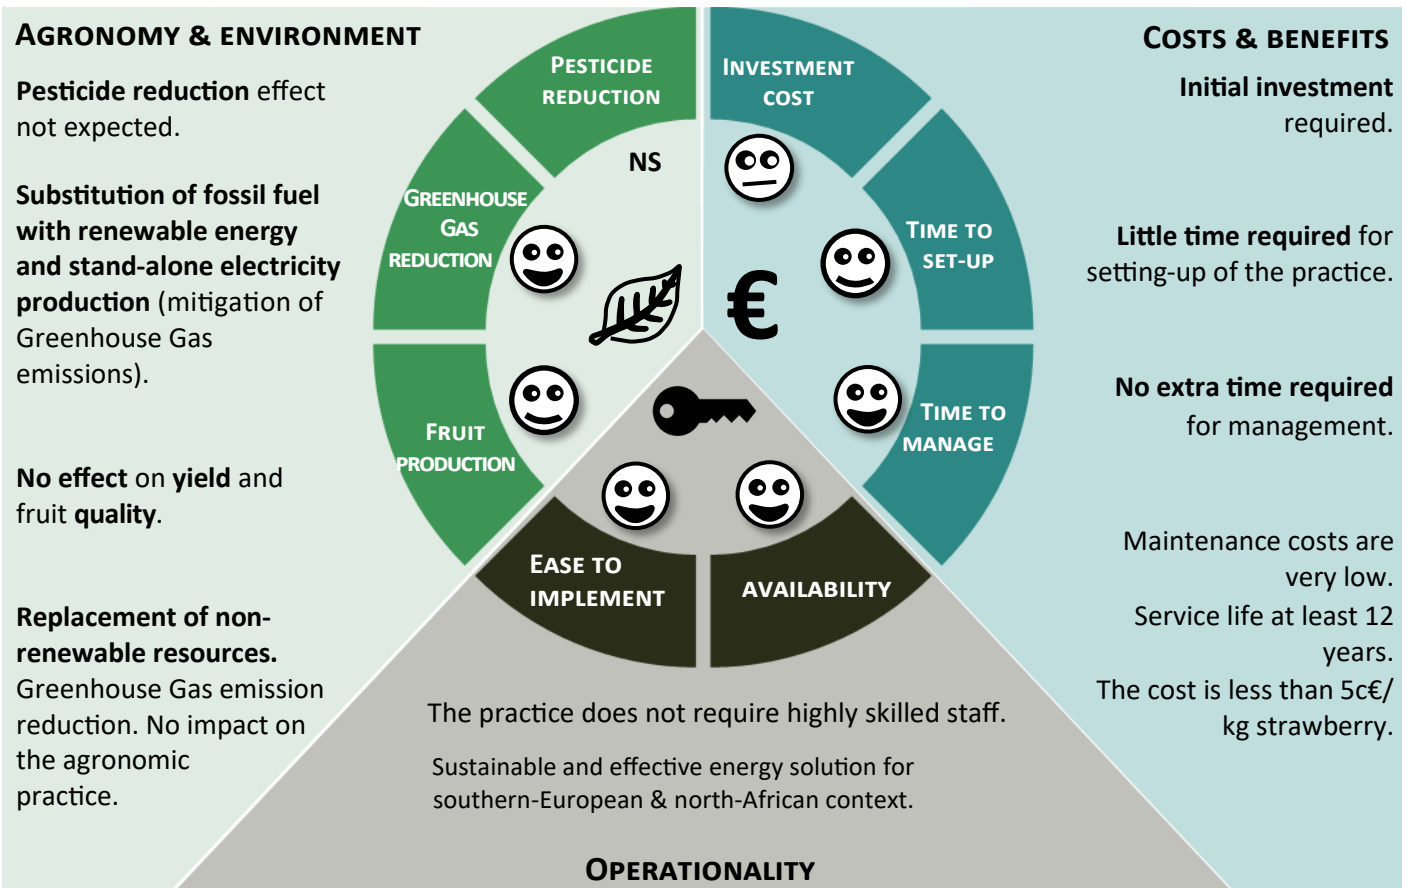 AGRONOMY & ENVIRONMENT
Pesticide reduction effect
not expected.
Substitution of fossil fuel
with renewable energy
and stand-alone electricity
production (mitigation of
Greenhouse Gas
emissions).
No effect on yield and
fruit quality.
Replacement of non-
renewable resources.
Greenhouse Gas emission
reduction. No impact on
the agronomic
practice.
PESTICIDE
REDUCTION
NS
GREENHOUSE
GAS
REDUCTION
FRUIT
PRODUCTION
INVESTMENT
COST
TIME TO
SET-UP
€
TIME TO
MANAGE
EASE TO
IMPLEMENT
AVAILABILITY
The practice does not require highly skilled staff.
Sustainable and effective energy solution for
southern-European & north-African context.
OPERATIONALITY
COSTS & BENEFITS
Initial investment
required.
Little time required for
setting-up of the practice.
No extra time required
for management.
Maintenance costs are
very low.
Service life at least 12
years.
The cost is less than 5c€/
kg strawberry.